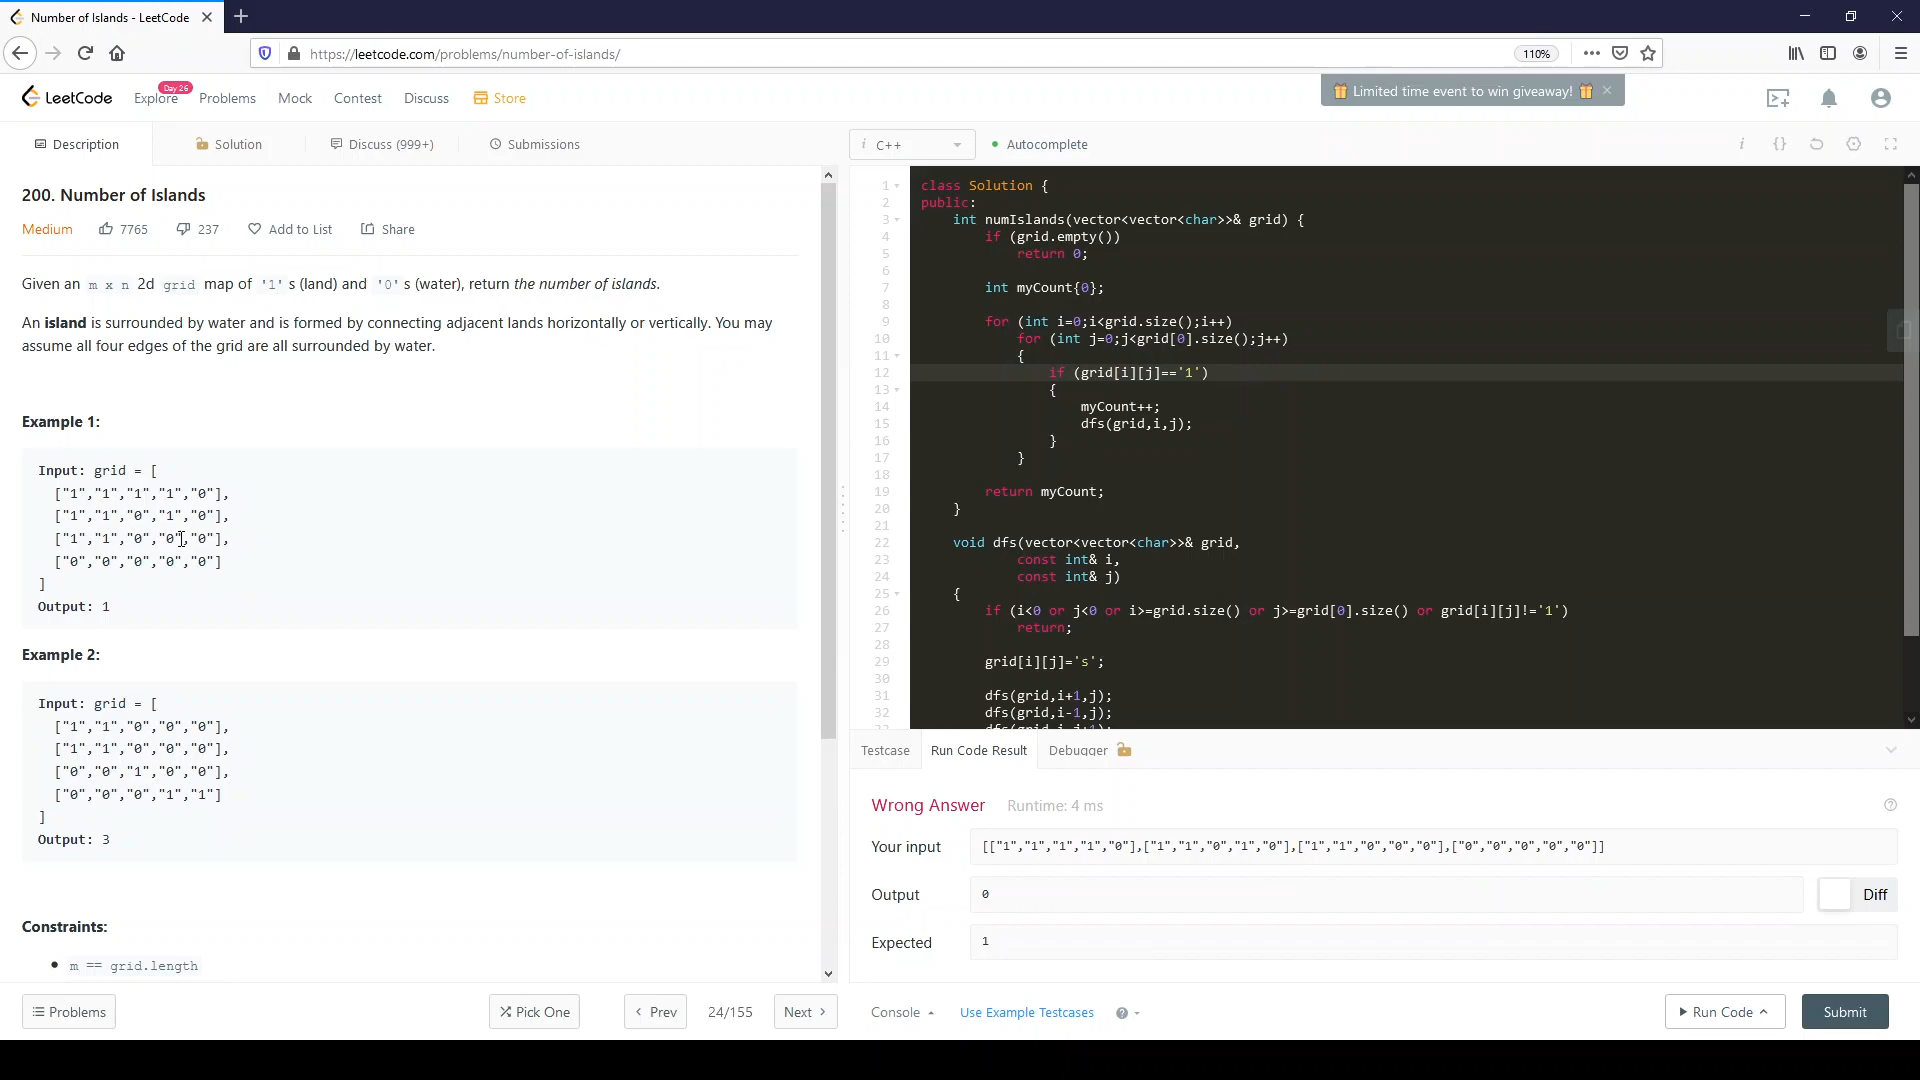 Number of Islands - LeetCode
https://leetcode.com/problems/number-of-islands/
110%
LeetCode
Explore
Day 26
Problems
Mock
Contest
Discuss
Store
Limited time event to win giveaway!
Description
Solution
Discuss (999+)
Submissions
200. Number of Islands
Medium
7765
237
Add to List
Share
Given an m x n 2d grid map of '1' s (land) and '0' s (water), return the number of islands.
An island is surrounded by water and is formed by connecting adjacent lands horizontally or vertically. You may
assume all four edges of the grid are all surrounded by water.
Example 1:
Input: grid = [
["1","1","1","1","0"],
["1","1","0","1","0"],
["1","1","0","0","0"],
["0","0","0","0","0"]
]
Output: 1
Example 2:
Input: grid = [
["1","1","0","0","0"],
["1","1","0","0","0"],
["0","0","1","0","0"],
["0","0","0","1","1"]
]
Output: 3
Constraints:
m == grid.length
Problems
Pick One
Prev
24/155
Next
i C++
Autocomplete
1 class Solution {
2 public:
3 int numIslands(vector<vector<char>>& grid) {
4 if (grid.empty())
5 return 0;
6
7 int myCount{0};
8
9 for (int i=0;i<grid.size();i++)
10 for (int j=0;j<grid[0].size();j++)
11 {
12 if (grid[i][j]=='1')
13 {
14 myCount++;
15 dfs(grid,i,j);
16 }
17 }
18
19 return myCount;
20 }
21
22 void dfs(vector<vector<char>>& grid,
23 const int& i,
24 const int& j)
25 {
26 if (i<0 or j<0 or i>=grid.size() or j>=grid[0].size() or grid[i][j]!='1')
27 return;
28
29 grid[i][j]='s';
30
31 dfs(grid,i+1,j);
32 dfs(grid,i-1,j);
Testcase
Run Code Result
Debugger
Wrong Answer
Runtime: 4 ms
Your input
[["1","1","1","1","0"],["1","1","0","1","0"],["1","1","0","0","0"],["0","0","0","0","0"]]
Output
0
Diff
Expected
1
Console
Use Example Testcases
Run Code
Submit